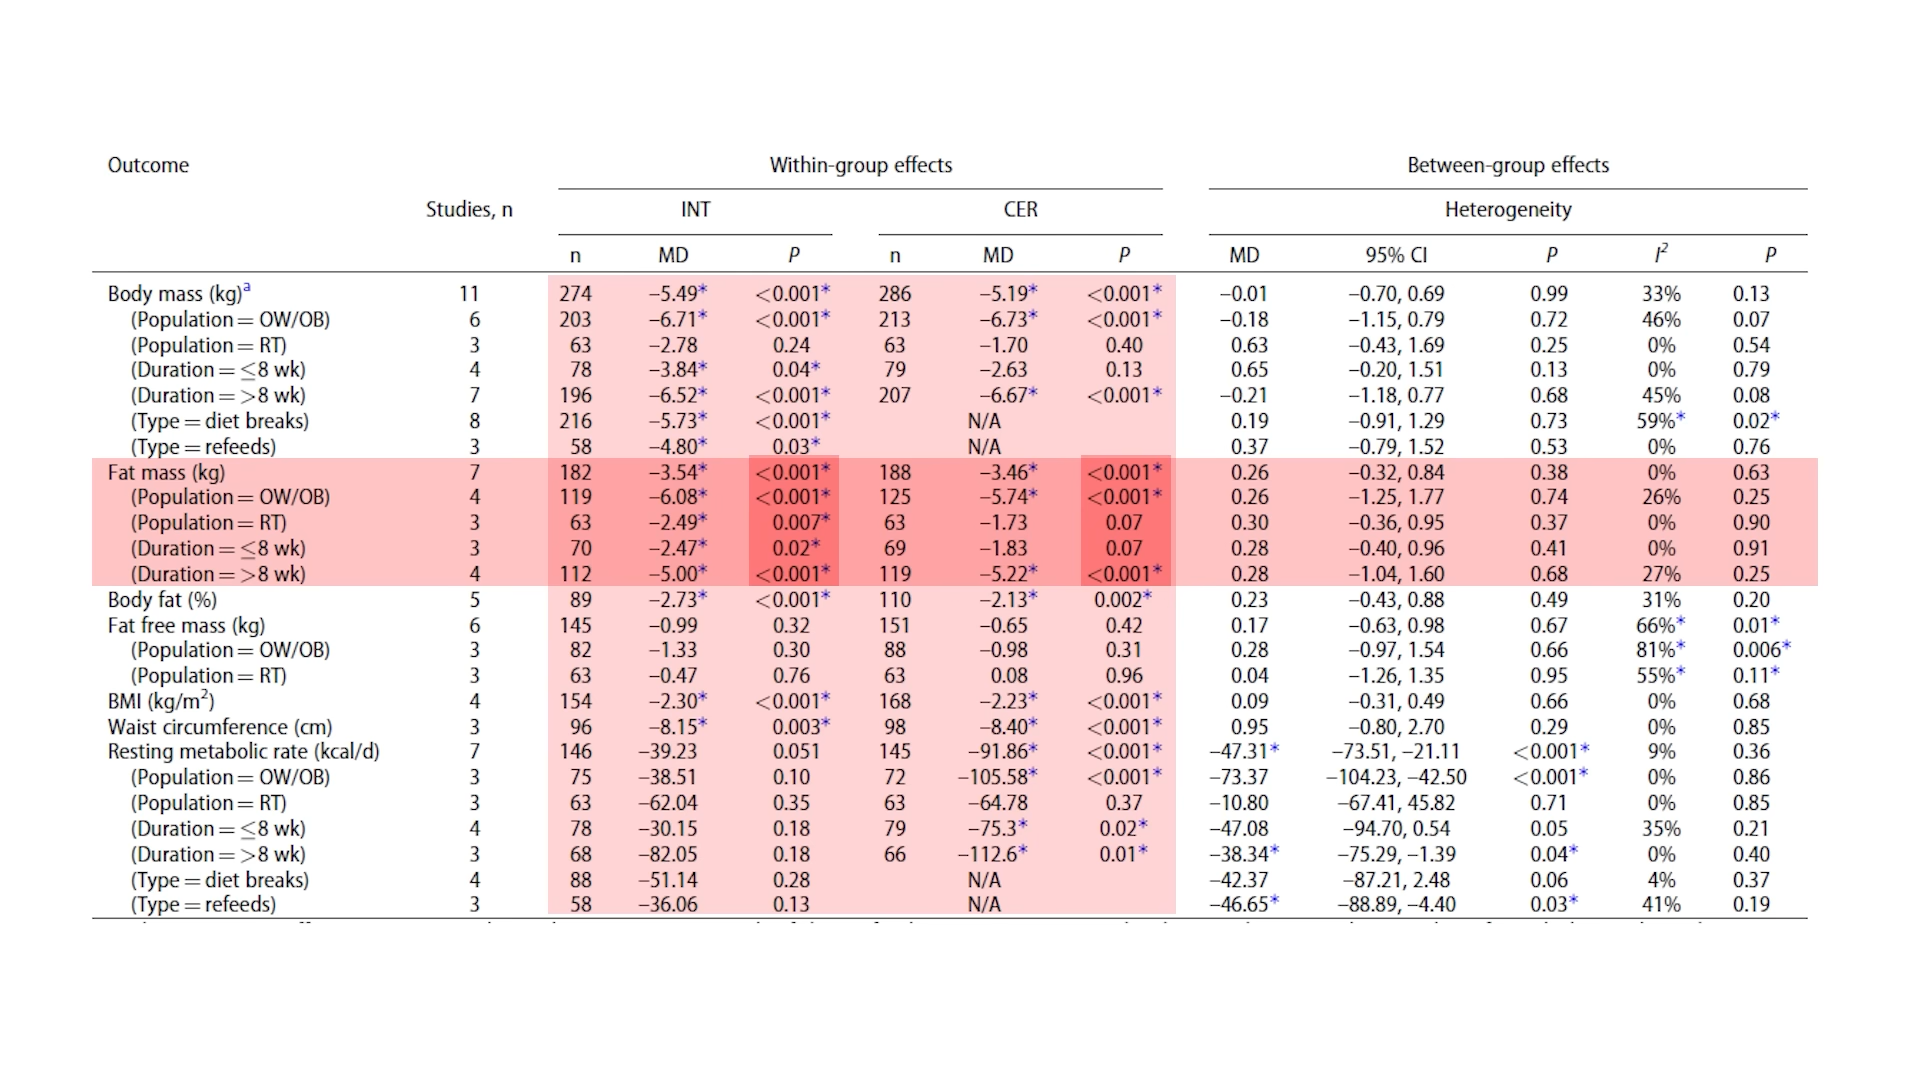 Outcome Within-group effects Between-group effects
Studies, n INT CER Heterogeneity
n MD P n MD P MD 95% CI P I² P
Body mass (kg)ᵃ 11 274 –5.49* <0.001* 286 –5.19* <0.001* –0.01 –0.70, 0.69 0.99 33% 0.13
(Population = OW/OB) 6 203 –6.71* <0.001* 213 –6.73* <0.001* –0.18 –1.15, 0.79 0.72 46% 0.07
(Population = RT) 3 63 –2.78 0.24 63 –1.70 0.40 0.63 –0.43, 1.69 0.25 0% 0.54
(Duration = ≤8 wk) 4 78 –3.84* 0.04* 79 –2.63 0.13 0.65 –0.20, 1.51 0.13 0% 0.79
(Duration = >8 wk) 7 196 –6.52* <0.001* 207 –6.67* <0.001* –0.21 –1.18, 0.77 0.68 45% 0.08
(Type = diet breaks) 8 216 –5.73* <0.001* N/A 0.19 –0.91, 1.29 0.73 59%* 0.02*
(Type = refeeds) 3 58 –4.80* 0.03* N/A 0.37 –0.79, 1.52 0.53 0% 0.76
Fat mass (kg) 7 182 –3.54* <0.001* 188 –3.46* <0.001* 0.26 –0.32, 0.84 0.38 0% 0.63
(Population = OW/OB) 4 119 –6.08* <0.001* 125 –5.74* <0.001* 0.26 –1.25, 1.77 0.74 26% 0.25
(Population = RT) 3 63 –2.49* 0.007* 63 –1.73 0.07 0.30 –0.36, 0.95 0.37 0% 0.90
(Duration = ≤8 wk) 3 70 –2.47* 0.02* 69 –1.83 0.07 0.28 –0.40, 0.96 0.41 0% 0.91
(Duration = >8 wk) 4 112 –5.00* <0.001* 119 –5.22* <0.001* 0.28 –1.04, 1.60 0.68 27% 0.25
Body fat (%) 5 89 –2.73* <0.001* 110 –2.13* 0.002* 0.23 –0.43, 0.88 0.49 31% 0.20
Fat free mass (kg) 6 145 –0.99 0.32 151 –0.65 0.42 0.17 –0.63, 0.98 0.67 66%* 0.01*
(Population = OW/OB) 3 82 –1.33 0.30 88 –0.98 0.31 0.28 –0.97, 1.54 0.66 81%* 0.006*
(Population = RT) 3 63 –0.47 0.76 63 0.08 0.96 0.04 –1.26, 1.35 0.95 55%* 0.11*
BMI (kg/m²) 4 154 –2.30* <0.001* 168 –2.23* <0.001* 0.09 –0.31, 0.49 0.66 0% 0.68
Waist circumference (cm) 3 96 –8.15* 0.003* 98 –8.40* <0.001* 0.95 –0.80, 2.70 0.29 0% 0.85
Resting metabolic rate (kcal/d) 7 146 –39.23 0.051 145 –91.86* <0.001* –47.31* –73.51, –21.11 <0.001* 9% 0.36
(Population = OW/OB) 3 75 –38.51 0.10 72 –105.58* <0.001* –73.37 –104.23, –42.50 <0.001* 0% 0.86
(Population = RT) 3 63 –62.04 0.35 63 –64.78 0.37 –10.80 –67.41, 45.82 0.71 0% 0.85
(Duration = ≤8 wk) 4 78 –30.15 0.18 79 –75.3* 0.02* –47.08 –94.70, 0.54 0.05 35% 0.21
(Duration = >8 wk) 3 68 –82.05 0.18 66 –112.6* 0.01* –38.34* –75.29, –1.39 0.04* 0% 0.40
(Type = diet breaks) 4 88 –51.14 0.28 N/A –42.37 –87.21, 2.48 0.06 4% 0.37
(Type = refeeds) 3 58 –36.06 0.13 N/A –46.65* –88.89, –4.40 0.03* 41% 0.19